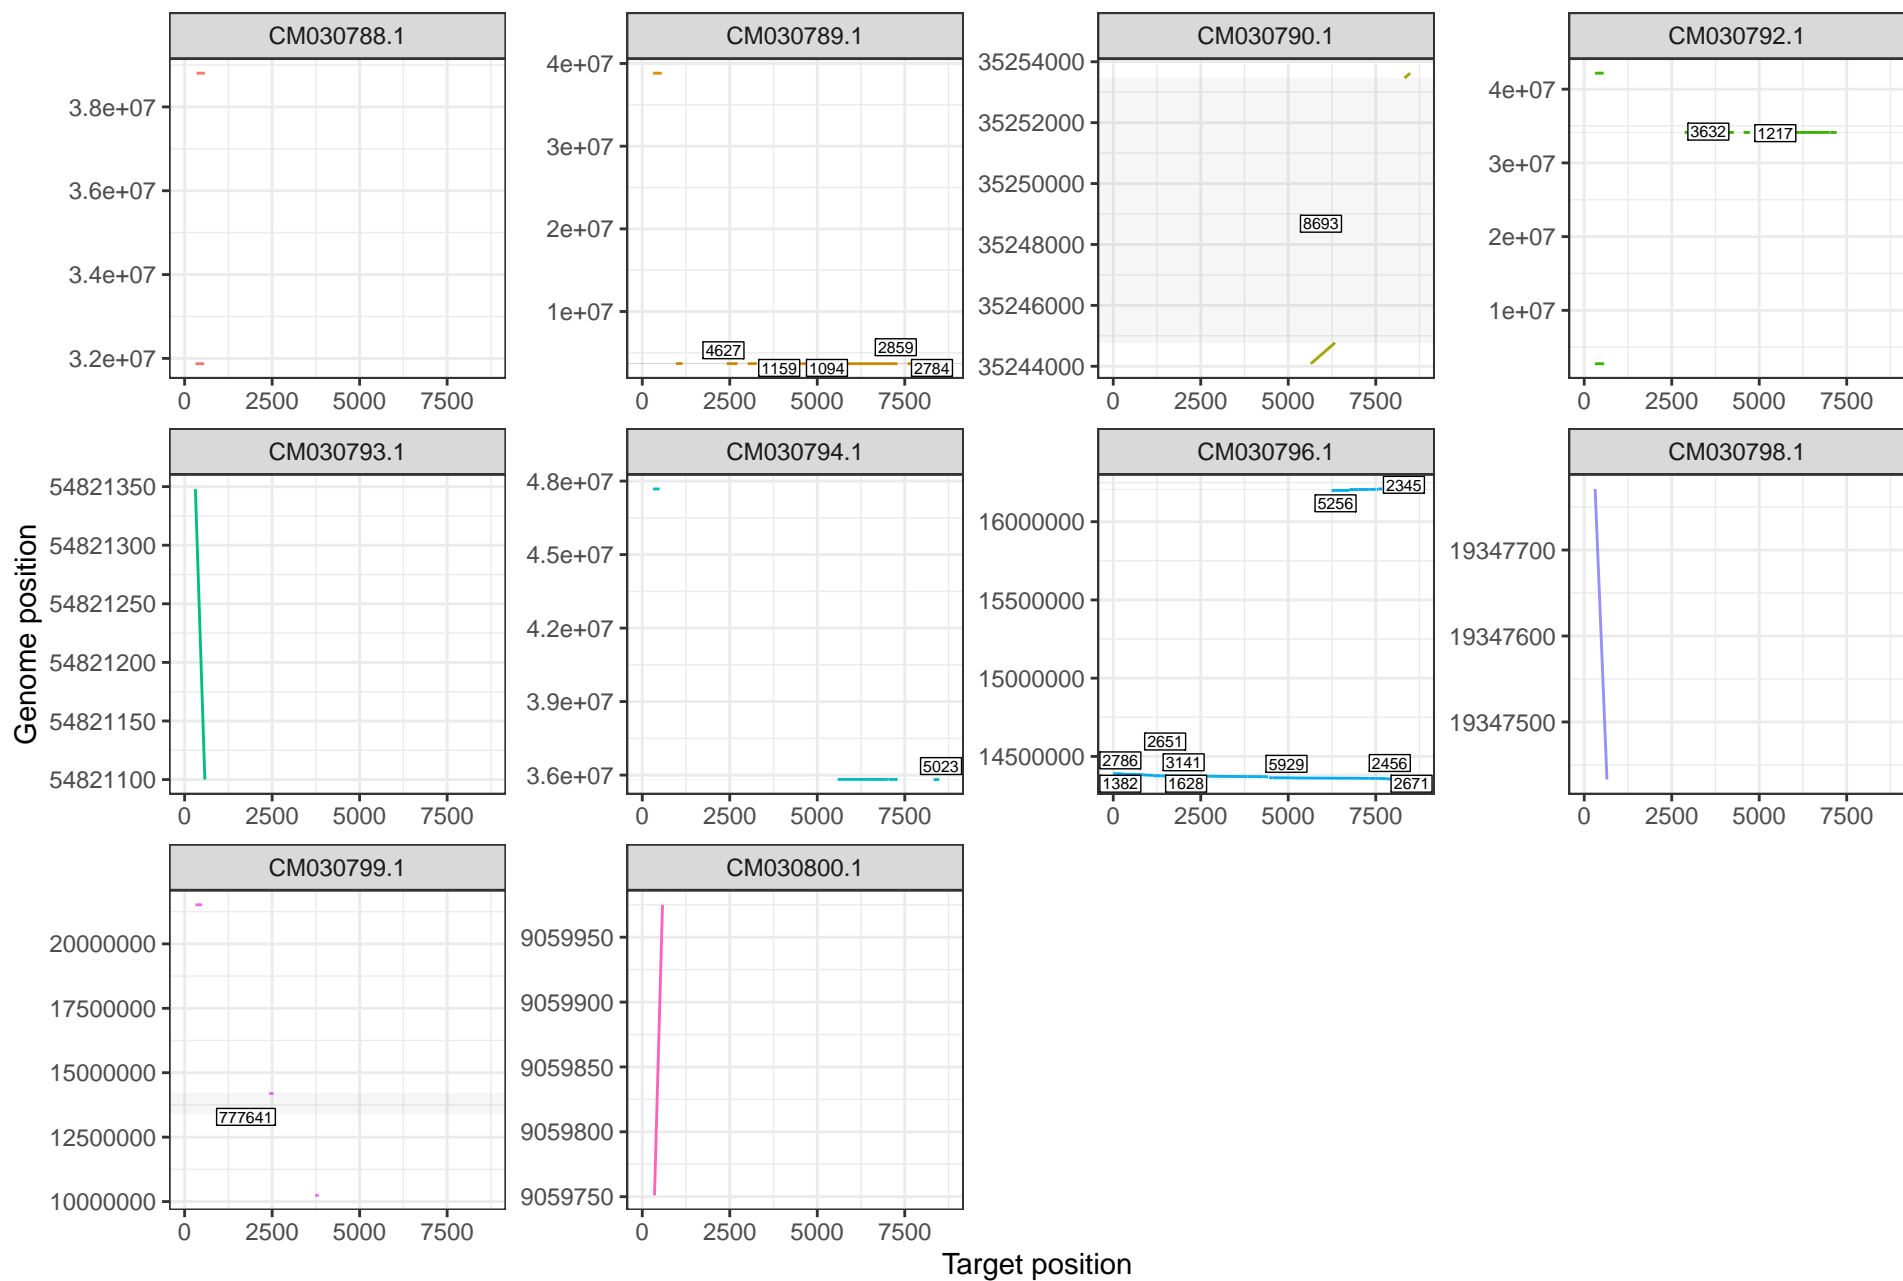 CM030788.1
CM030789.1
CM030790.1
CM030792.1
3.8e+07
3.6e+07
3.4e+07
3.2e+07
0 2500 5000 7500
4e+07
3e+07
2e+07
1e+07
4627
2859
1159
1094
2784
0 2500 5000 7500
35254000
35252000
35250000
35248000
35246000
35244000
8693
0 2500 5000 7500
4e+07
3e+07
2e+07
1e+07
3632
1217
0 2500 5000 7500
CM030793.1
CM030794.1
CM030796.1
CM030798.1
Genome position
54821350
54821300
54821250
54821200
54821150
54821100
0 2500 5000 7500
4.8e+07
4.5e+07
4.2e+07
3.9e+07
3.6e+07
5023
0 2500 5000 7500
16000000
15500000
15000000
14500000
2345
5256
2651
2786
3141
5929
2456
1382
1628
2671
0 2500 5000 7500
19347700
19347600
19347500
0 2500 5000 7500
CM030799.1
CM030800.1
20000000
17500000
15000000
12500000
10000000
777641
0 2500 5000 7500
9059950
9059900
9059850
9059800
9059750
0 2500 5000 7500
Target position